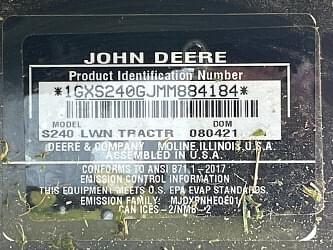 JOHN DEERE
Product Identification Number
*1GXS240GJMM884184*
MODEL DOM
S240 LWN TRACTR 080421
DEERE & COMPANY MOLINE, ILLINOIS U.S.A.
ASSEMBLED IN U.S.A.
CONFORMS TO ANSI B71.1 - 2017
EMISSION CONTROL INFORMATION
THIS EQUIPMENT MEETS U.S. EPA EVAP STANDARDS
EMISSION FAMILY: MJDXPNHEQE01
CAN ICES-2/NMB-2